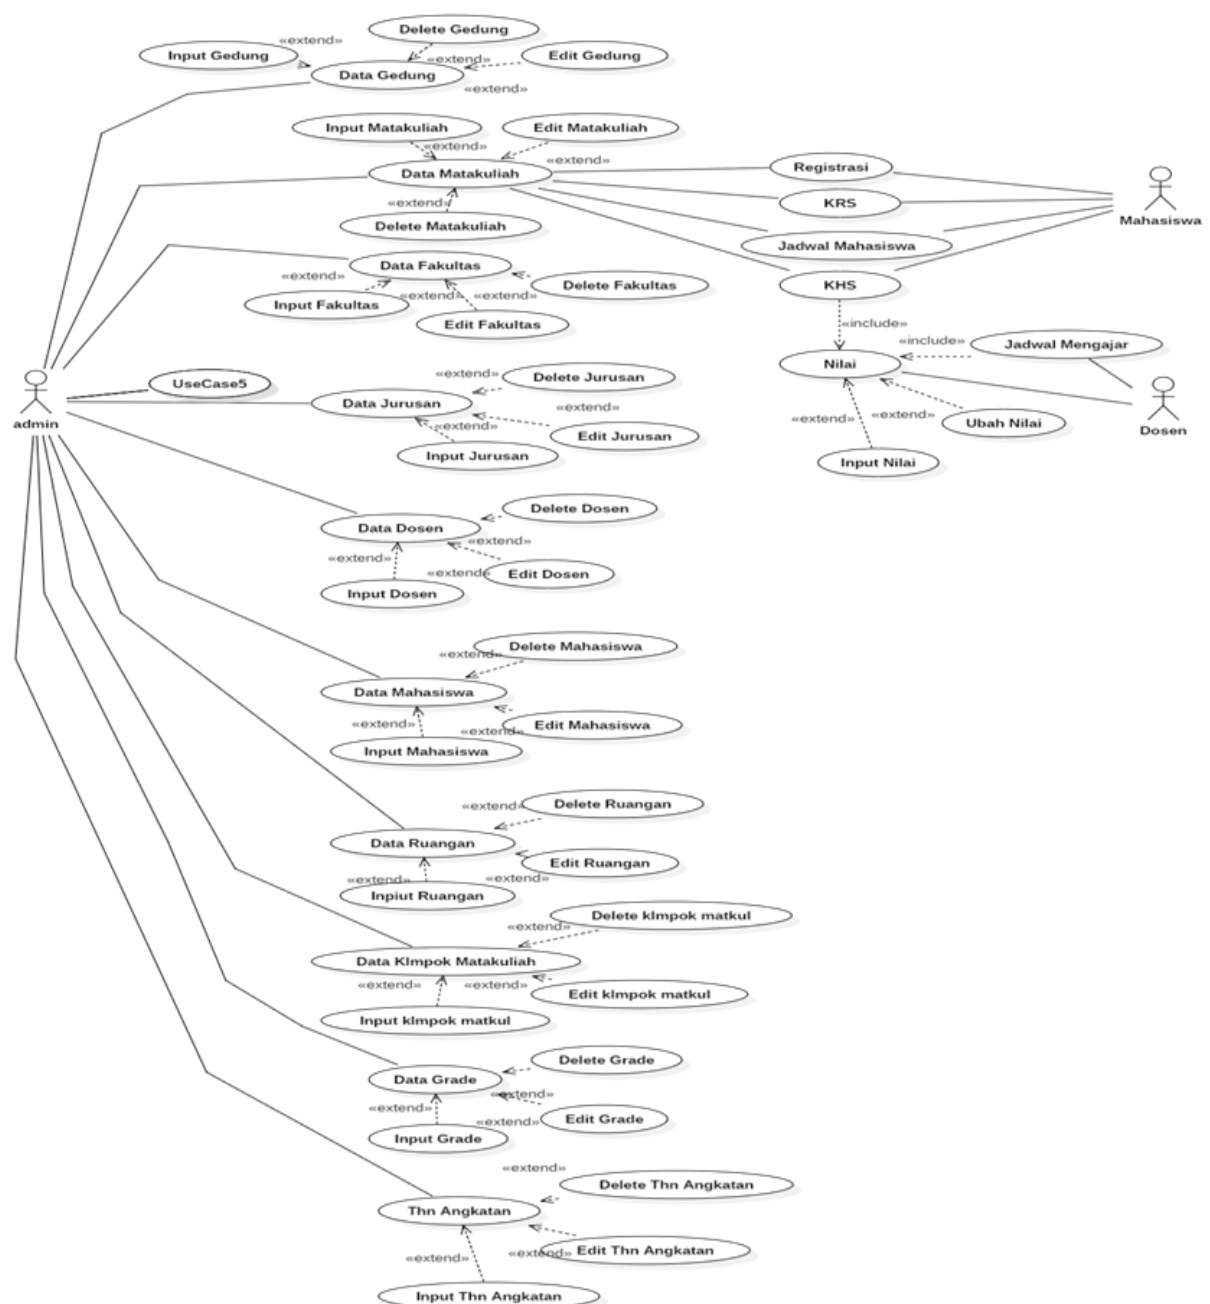 Delete Gedung
«extend»
Input Gedung
«extend»
Edit Gedung
Data Gedung
«extend»
Input Matakuliah
Edit Matakuliah
«extend»
«extend»
Data Matakuliah
Registrasi
«extend»
KRS
Mahasiswa
Delete Matakuliah
Jadwal Mahasiswa
Data Fakultas
«extend»
Delete Fakultas
KHS
Input Fakultas
«extend»
«extend»
Edit Fakultas
«include»
«include»
Jadwal Mengajar
Nilai
UseCase5
«extend»
Delete Jurusan
admin
Data Jurusan
«extend»
«extend»
Edit Jurusan
Input Jurusan
«extend»
«extend»
Ubah Nilai
Dosen
Input Nilai
Delete Dosen
Data Dosen
«extend»
«extend»
«extend»
Edit Dosen
Input Dosen
Delete Mahasiswa
«extend»
Data Mahasiswa
«extend»
«extend»
Edit Mahasiswa
Input Mahasiswa
«extend»
Delete Ruangan
Data Ruangan
Edit Ruangan
«extend»
«extend»
Inpiut Ruangan
Delete klmpok matkul
«extend»
Data Klmpok Matakuliah
«extend»
«extend»
Edit klmpok matkul
Input klmpok matkul
Delete Grade
Data Grade
«extend»
«extend»
«extend»
Edit Grade
Input Grade
«extend»
Delete Thn Angkatan
Thn Angkatan
«extend»
«extend»
Edit Thn Angkatan
Input Thn Angkatan